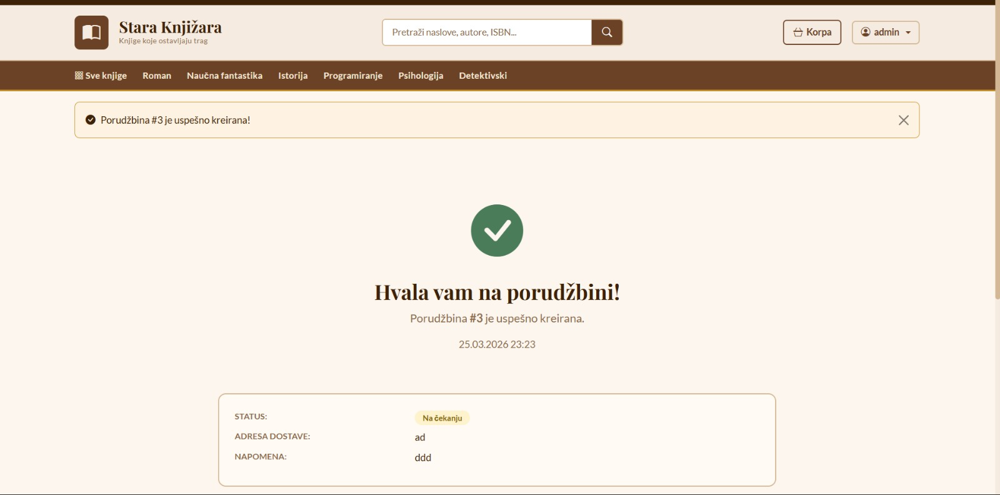 Stara Knjižara
Knjige koje ostavljaju trag
Pretraži naslove, autore, ISBN...
Korpa
admin
Sve knjige
Roman
Naučna fantastika
Istorija
Programiranje
Psihologija
Detektivski
Porudžbina #3 je uspešno kreirana!
Hvala vam na porudžbini!
Porudžbina #3 je uspešno kreirana.
25.03.2026 23:23
STATUS: Na čekanju
ADRESA DOSTAVE: ad
NAPOMENA: ddd